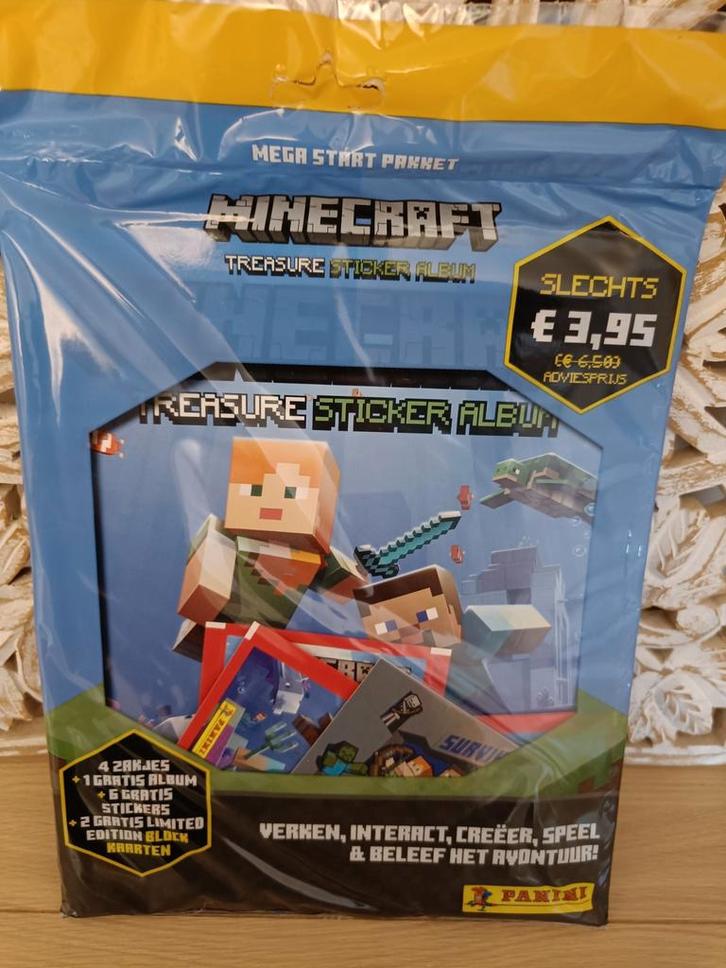 MEGA START PAKKET
MINECRAFT
TREASURE STICKER ALBUM
SLECHTS
€ 3,95
(€ 6,50)
ADVIESPRIJS
TREASURE STICKER ALBUM
PANINI
4 ZAKJES
+ 1 GRATIS ALBUM
+ 6 GRATIS
STICKERS
+ 2 GRATIS LIMITED
EDITION BLOCK
KAARTEN
VERKEN, INTERACT, CREËER, SPEEL
& BELEEF HET AVONTUUR!
PANINI